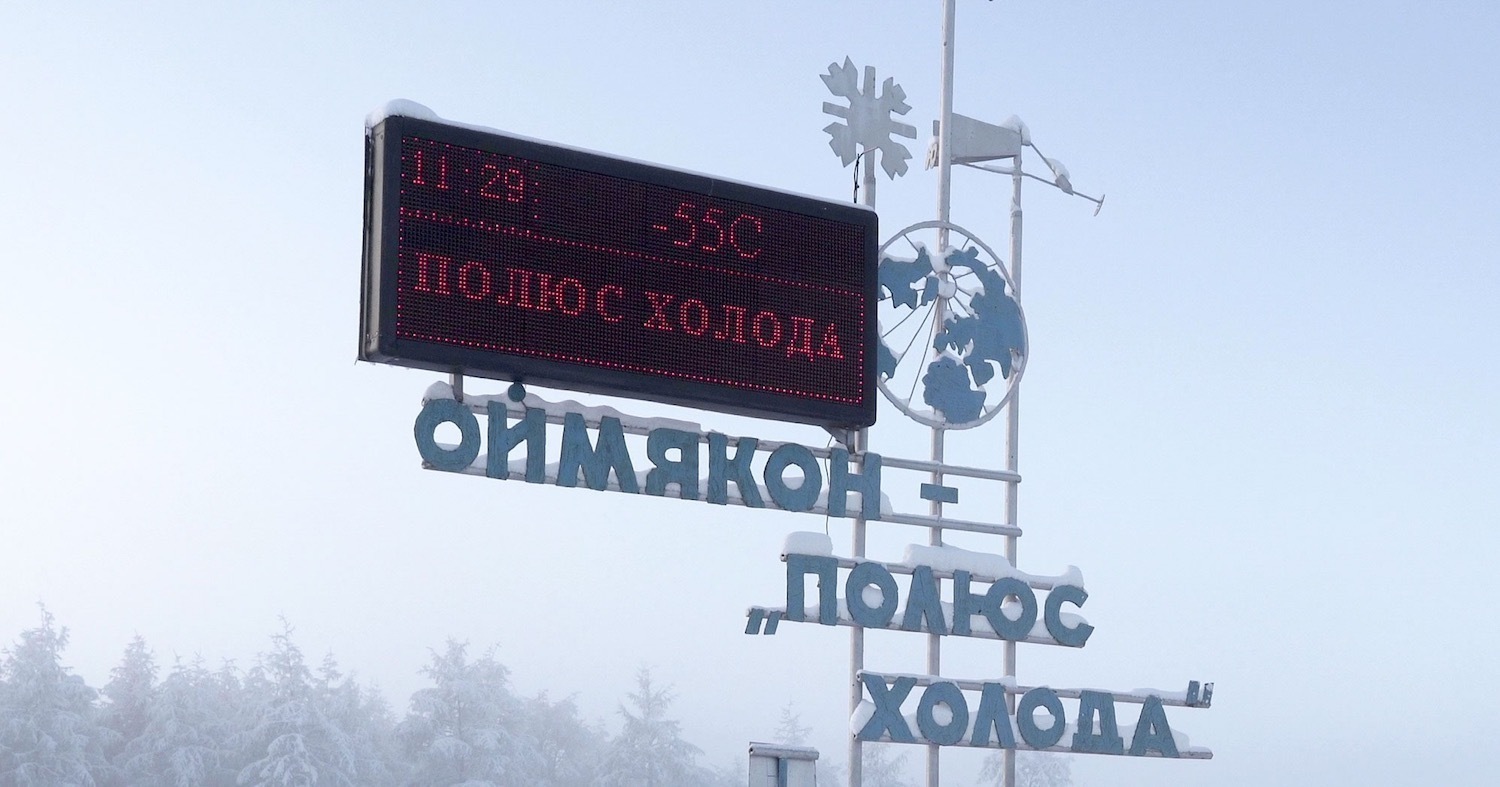 11:29: -55C
ПОЛЮС ХОЛОДА
ОЙМЯКОН -
„ПОЛЮС
ХОЛОДА"